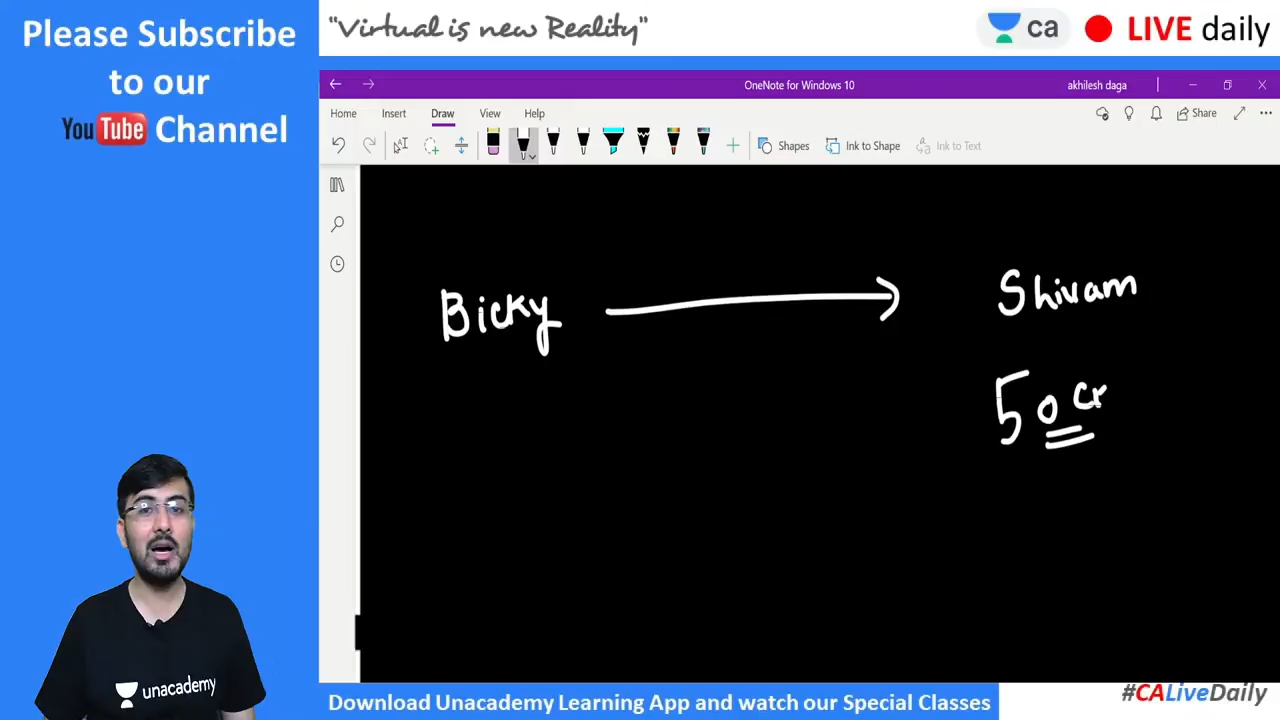 Please Subscribe
to our
YouTube Channel
"Virtual is new Reality"
ca
LIVE daily
OneNote for Windows 10
akhilesh daga
Home Insert Draw View Help
Share
Shapes
Ink to Shape
Ink to Text
Bicky
Shivam
50 Cr
unacademy
Download Unacademy Learning App and watch our Special Classes
#CALiveDaily